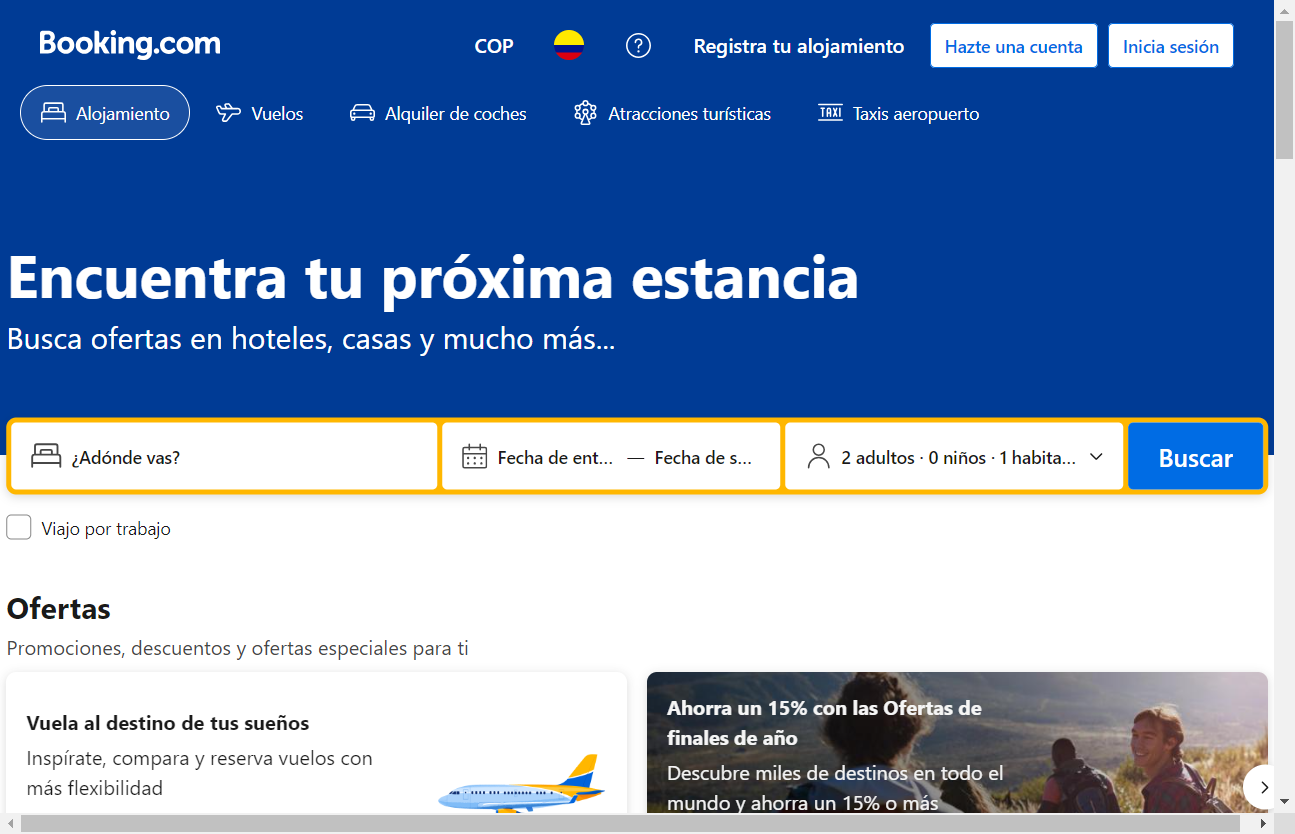 Booking.com
COP
Registra tu alojamiento
Hazte una cuenta
Inicia sesión
Alojamiento
Vuelos
Alquiler de coches
Atracciones turísticas
TAXI Taxis aeropuerto
Encuentra tu próxima estancia
Busca ofertas en hoteles, casas y mucho más...
¿Adónde vas?
Fecha de ent... — Fecha de s...
2 adultos · 0 niños · 1 habita...
Buscar
Viajo por trabajo
Ofertas
Promociones, descuentos y ofertas especiales para ti
Vuela al destino de tus sueños
Inspírate, compara y reserva vuelos con
más flexibilidad
Ahorra un 15% con las Ofertas de
finales de año
Descubre miles de destinos en todo el
mundo y ahorra un 15% o más